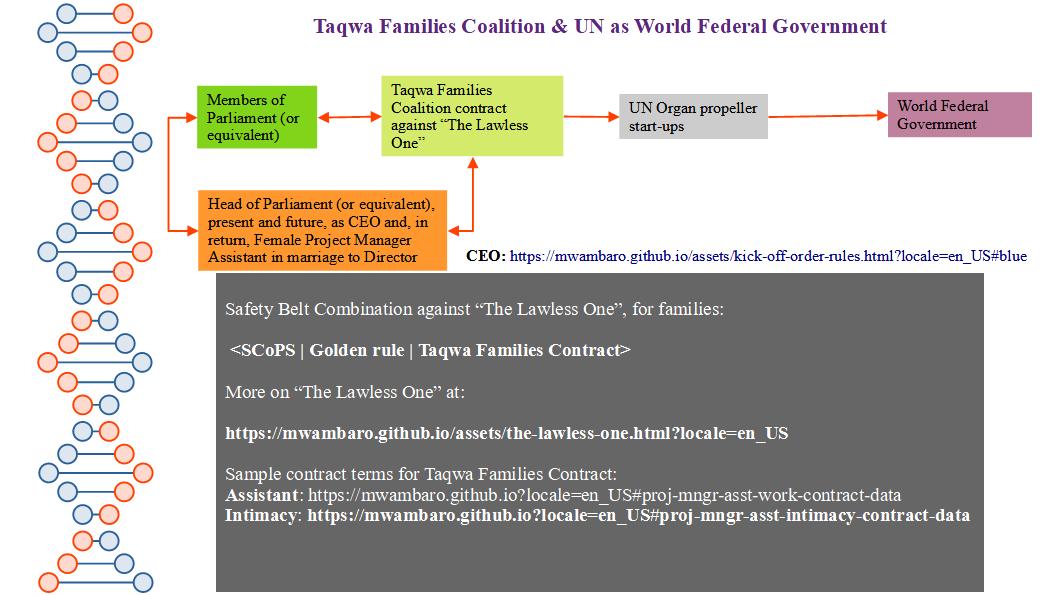 Taqwa Families Coalition & UN as World Federal Government
Members of
Parliament (or
equivalent)
Taqwa Families
Coalition contract
against “The Lawless
One”
UN Organ propeller
start-ups
World Federal
Government
Head of Parliament (or equivalent),
present and future, as CEO and, in
return, Female Project Manager
Assistant in marriage to Director
CEO: https://mwambaro.github.io/assets/kick-off-order-rules.html?locale=en_US#blue
Safety Belt Combination against “The Lawless One”, for families:
<SCoPS | Golden rule | Taqwa Families Contract>
More on “The Lawless One” at:
https://mwambaro.github.io/assets/the-lawless-one.html?locale=en_US
Sample contract terms for Taqwa Families Contract:
Assistant: https://mwambaro.github.io?locale=en_US#proj-mngr-asst-work-contract-data
Intimacy: https://mwambaro.github.io?locale=en_US#proj-mngr-asst-intimacy-contract-data